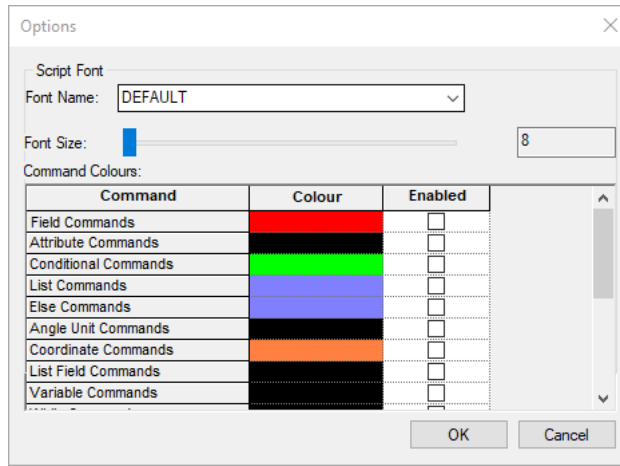 Options
Script Font
Font Name: DEFAULT
Font Size: 8
Command Colours:
Command Colour Enabled
Field Commands
Attribute Commands
Conditional Commands
List Commands
Else Commands
Angle Unit Commands
Coordinate Commands
List Field Commands
Variable Commands
OK Cancel